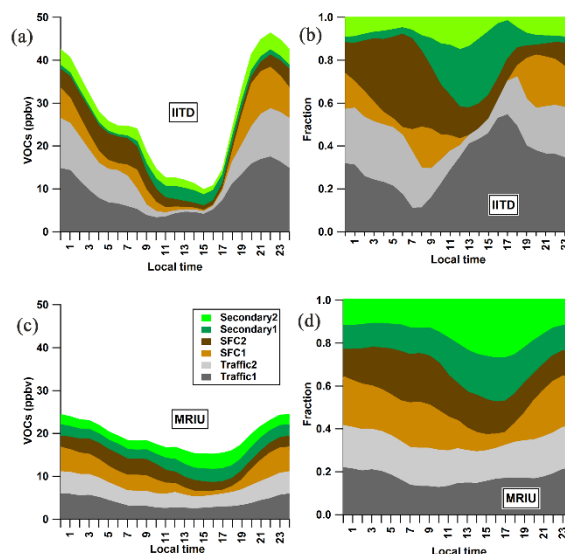 (a)
50
40
30
20
10
0
VOCs (ppbv)
IITD
1 3 5 7 9 11 13 15 17 19 21 23
Local time
(b)
1.0
0.8
0.6
0.4
0.2
0.0
Fraction
IITD
1 3 5 7 9 11 13 15 17 19 21 23
Local time
(c)
50
40
30
20
10
0
VOCs (ppbv)
Secondary2
Secondary1
SFC2
SFC1
Traffic2
Traffic1
MRIU
1 3 5 7 9 11 13 15 17 19 21 23
Local time
(d)
1.0
0.8
0.6
0.4
0.2
0.0
Fraction
MRIU
1 3 5 7 9 11 13 15 17 19 21 23
Local time